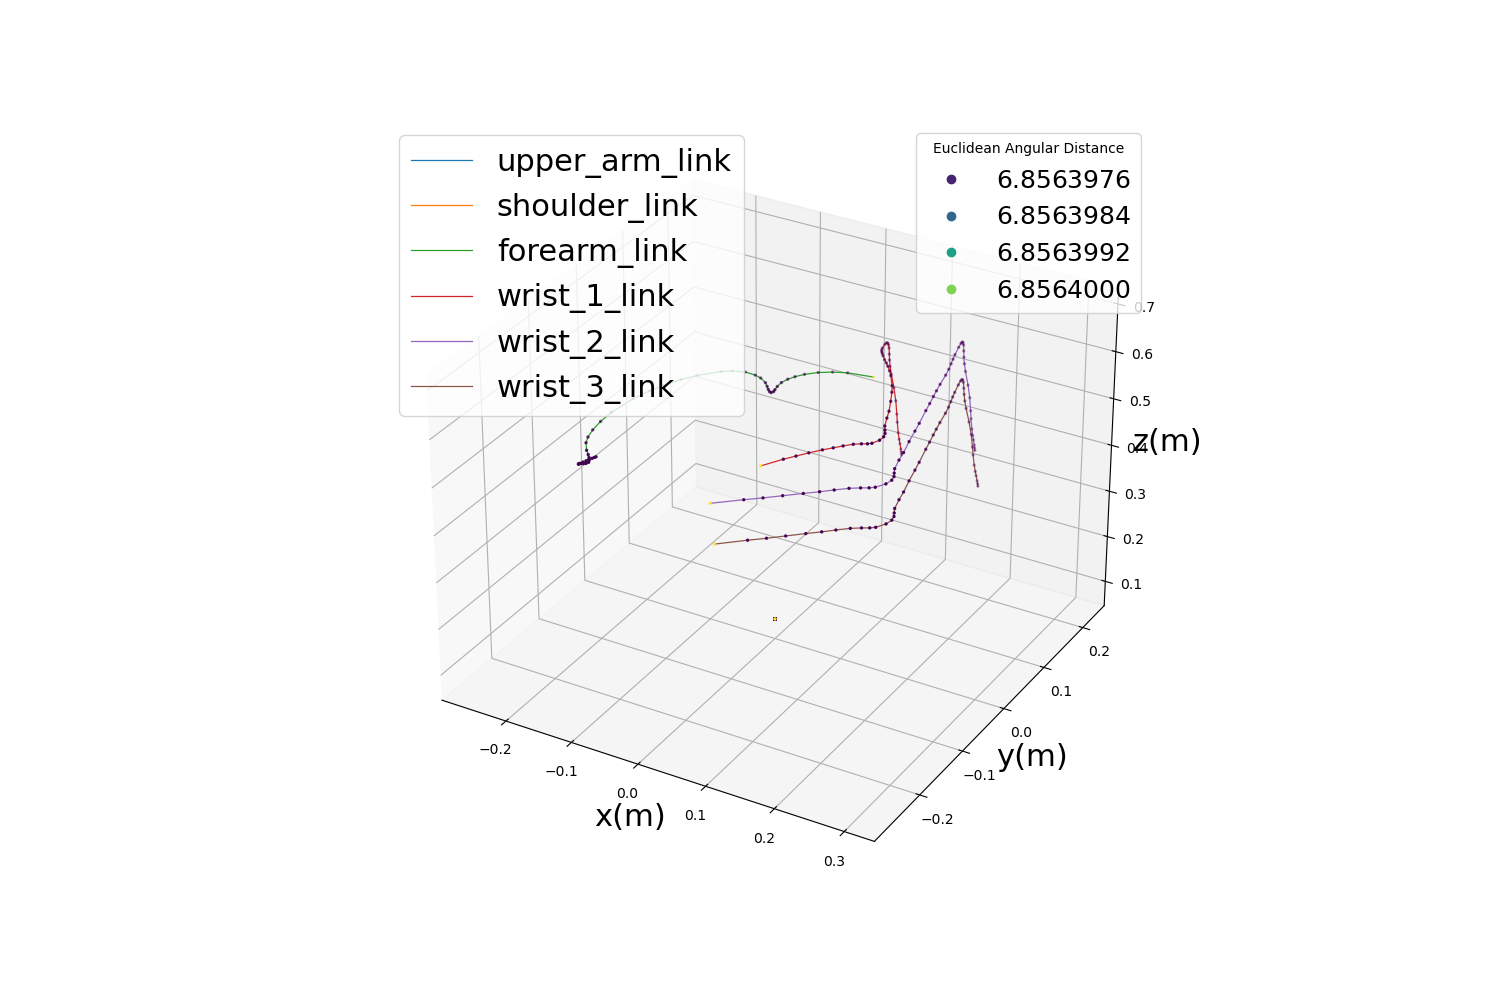 upper_arm_link
shoulder_link
forearm_link
wrist_1_link
wrist_2_link
wrist_3_link
Euclidean Angular Distance
6.8563976
6.8563984
6.8563992
6.8564000
0.7
0.6
0.5
0.4
z(m)
0.3
0.2
0.1
0.2
0.1
0.0
y(m)
−0.1
−0.2
−0.2
−0.1
0.0
x(m)
0.1
0.2
0.3